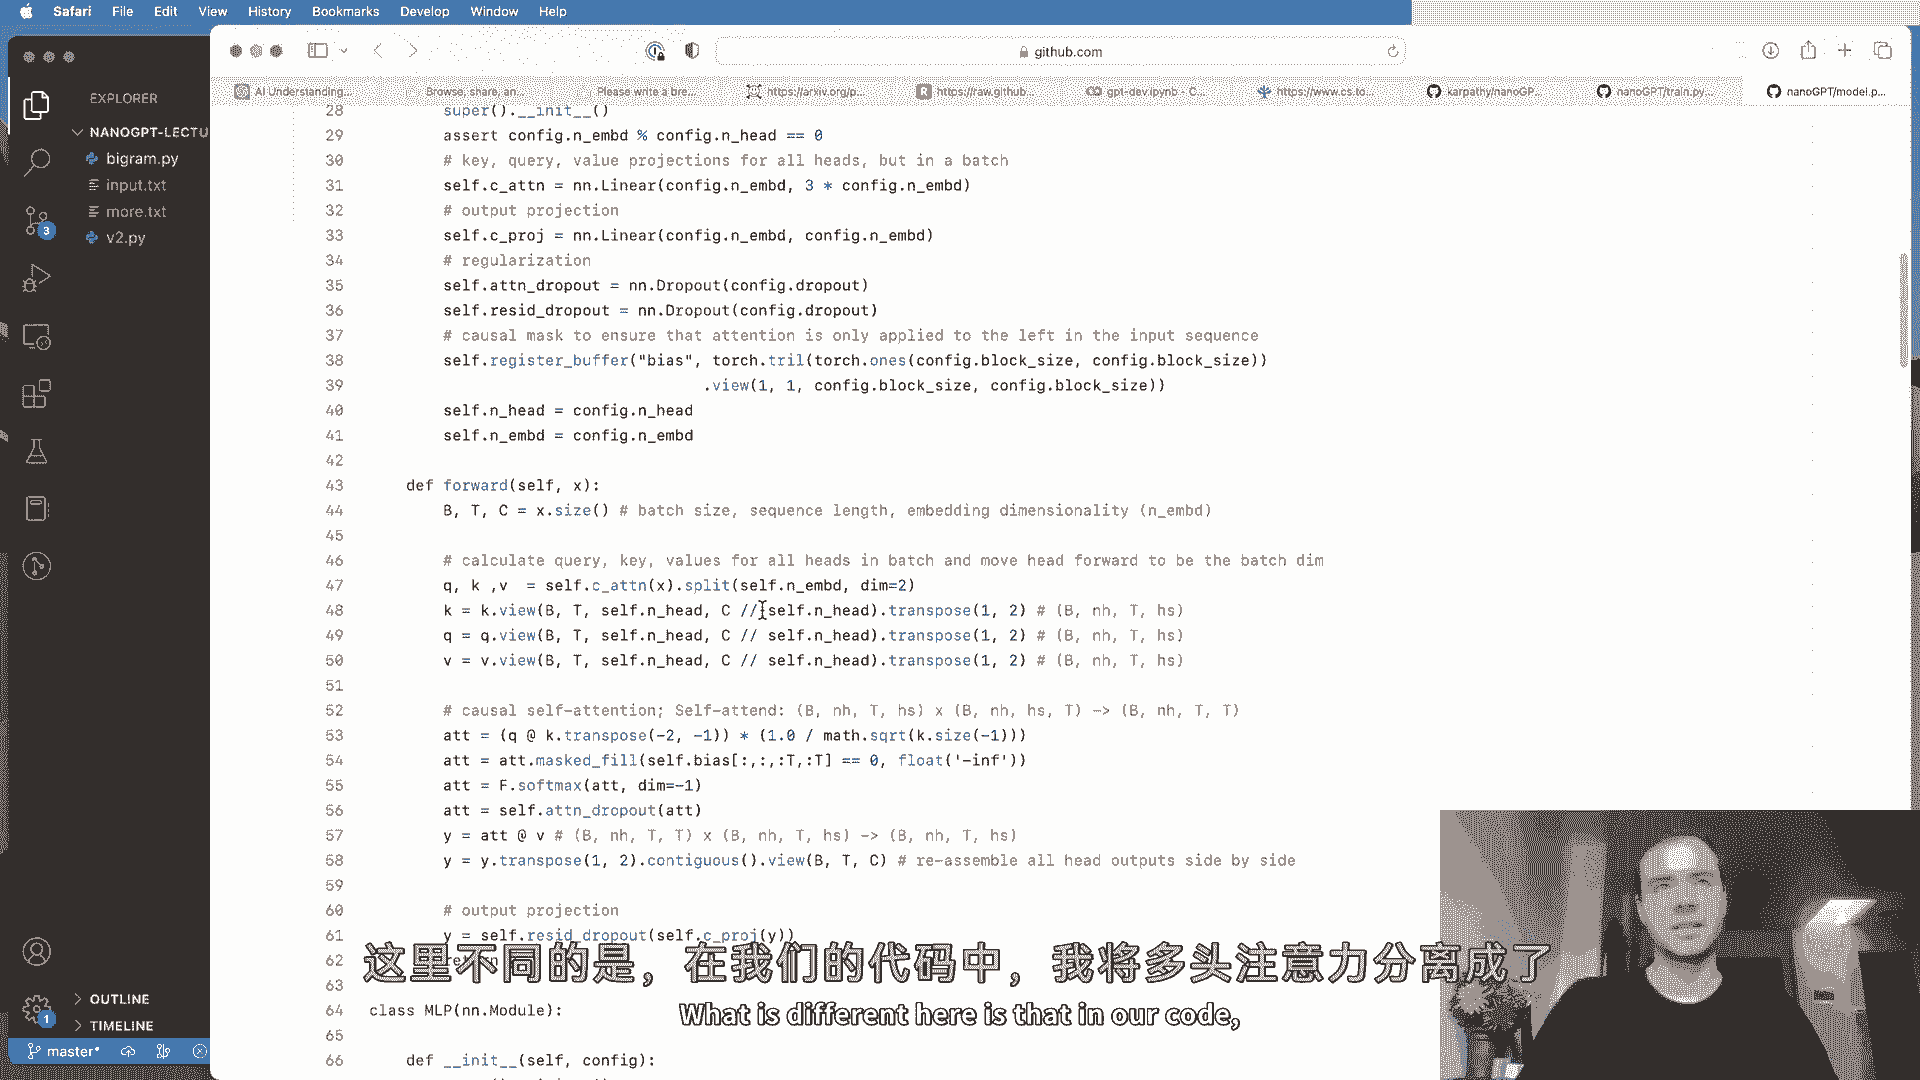 Safari File Edit View History Bookmarks Develop Window Help
github.com
AI Understanding... Browse, share, an... Please write a bre... https://arxiv.org/p... https://raw.github... gpt-dev.ipynb - C... https://www.cs.to... karpathy/nanoGP... nanoGPT/train.py... nanoGPT/model.p...
EXPLORER
NANOGPT-LECTU
bigram.py
input.txt
more.txt
v2.py
3
28 super().__init__()
29 assert config.n_embd % config.n_head == 0
30 # key, query, value projections for all heads, but in a batch
31 self.c_attn = nn.Linear(config.n_embd, 3 * config.n_embd)
32 # output projection
33 self.c_proj = nn.Linear(config.n_embd, config.n_embd)
34 # regularization
35 self.attn_dropout = nn.Dropout(config.dropout)
36 self.resid_dropout = nn.Dropout(config.dropout)
37 # causal mask to ensure that attention is only applied to the left in the input sequence
38 self.register_buffer("bias", torch.tril(torch.ones(config.block_size, config.block_size))
39 .view(1, 1, config.block_size, config.block_size))
40 self.n_head = config.n_head
41 self.n_embd = config.n_embd
42
43 def forward(self, x):
44 B, T, C = x.size() # batch size, sequence length, embedding dimensionality (n_embd)
45
46 # calculate query, key, values for all heads in batch and move head forward to be the batch dim
47 q, k ,v  = self.c_attn(x).split(self.n_embd, dim=2)
48 k = k.view(B, T, self.n_head, C // self.n_head).transpose(1, 2) # (B, nh, T, hs)
49 q = q.view(B, T, self.n_head, C // self.n_head).transpose(1, 2) # (B, nh, T, hs)
50 v = v.view(B, T, self.n_head, C // self.n_head).transpose(1, 2) # (B, nh, T, hs)
51
52 # causal self-attention; Self-attend: (B, nh, T, hs) x (B, nh, hs, T) -> (B, nh, T, T)
53 att = (q @ k.transpose(-2, -1)) * (1.0 / math.sqrt(k.size(-1)))
54 att = att.masked_fill(self.bias[:,:,:T,:T] == 0, float('-inf'))
55 att = F.softmax(att, dim=-1)
56 att = self.attn_dropout(att)
57 y = att @ v # (B, nh, T, T) x (B, nh, T, hs) -> (B, nh, T, hs)
58 y = y.transpose(1, 2).contiguous().view(B, T, C) # re-assemble all head outputs side by side
59
60 # output projection
61 y = self.resid_dropout(self.c_proj(y))
62 return
63
64 class MLP(nn.Module):
65
66 def __init__(self, config):
这里不同的是，在我们的代码中，我将多头注意力分离成了
What is different here is that in our code,
1
OUTLINE
TIMELINE
master*